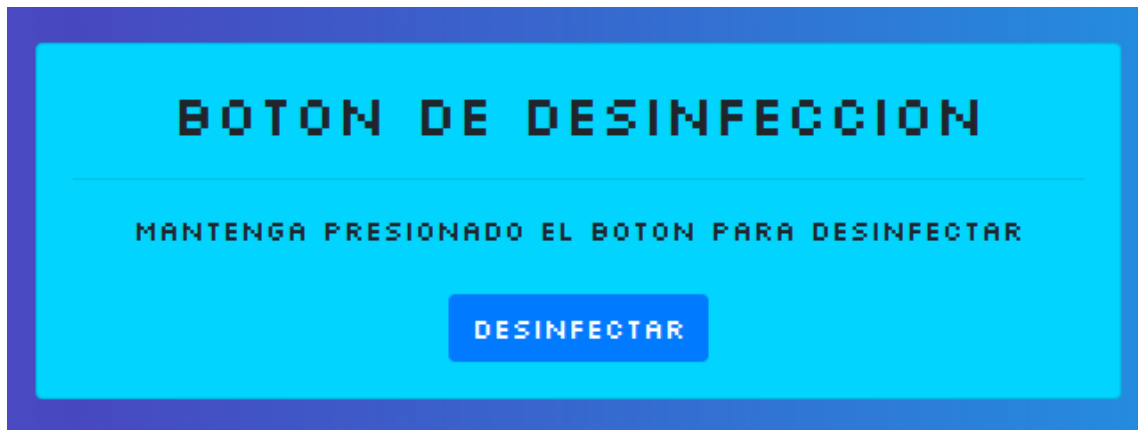 BOTON DE DESINFECCION
MANTENGA PRESIONADO EL BOTON PARA DESINFECTAR
DESINFECTAR